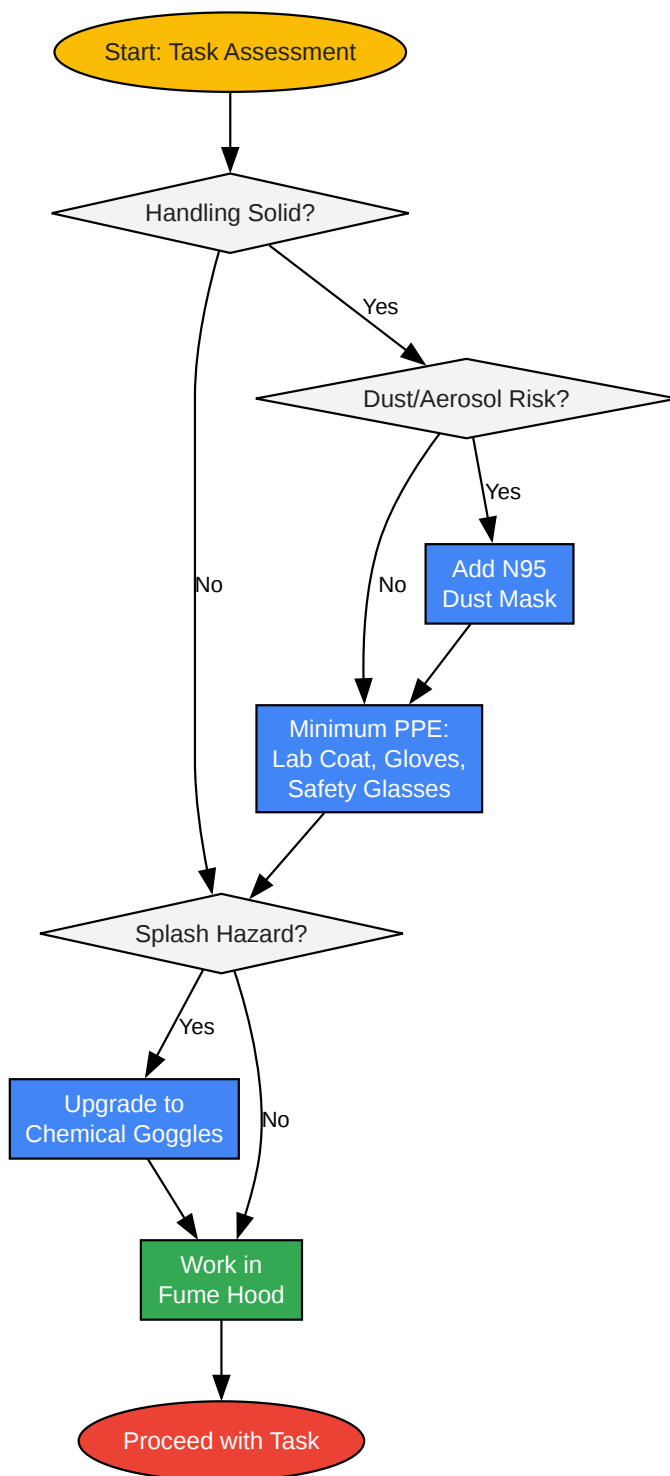 Start: Task Assessment
Handling Solid?
Yes
Dust/Aerosol Risk?
Yes
Add N95
Dust Mask
No
No
Minimum PPE:
Lab Coat, Gloves,
Safety Glasses
Splash Hazard?
Yes
Upgrade to
Chemical Goggles
No
Work in
Fume Hood
Proceed with Task